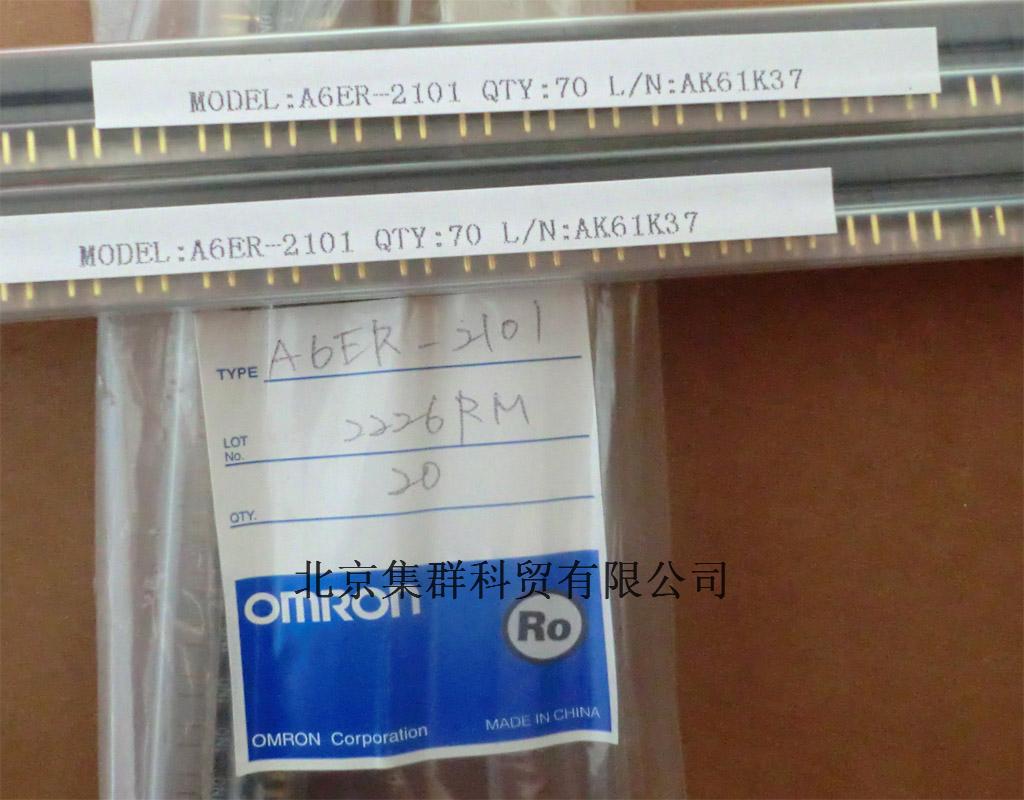 MODEL:A6ER-2101 QTY:70 L/N:AK61K37
MODEL:A6ER-2101 QTY:70 L/N:AK61K37
TYPE A6ER-2101
LOT No. 2226RM
QTY. 20
北京集群科贸有限公司
OMRON
Ro
OMRON Corporation MADE IN CHINA